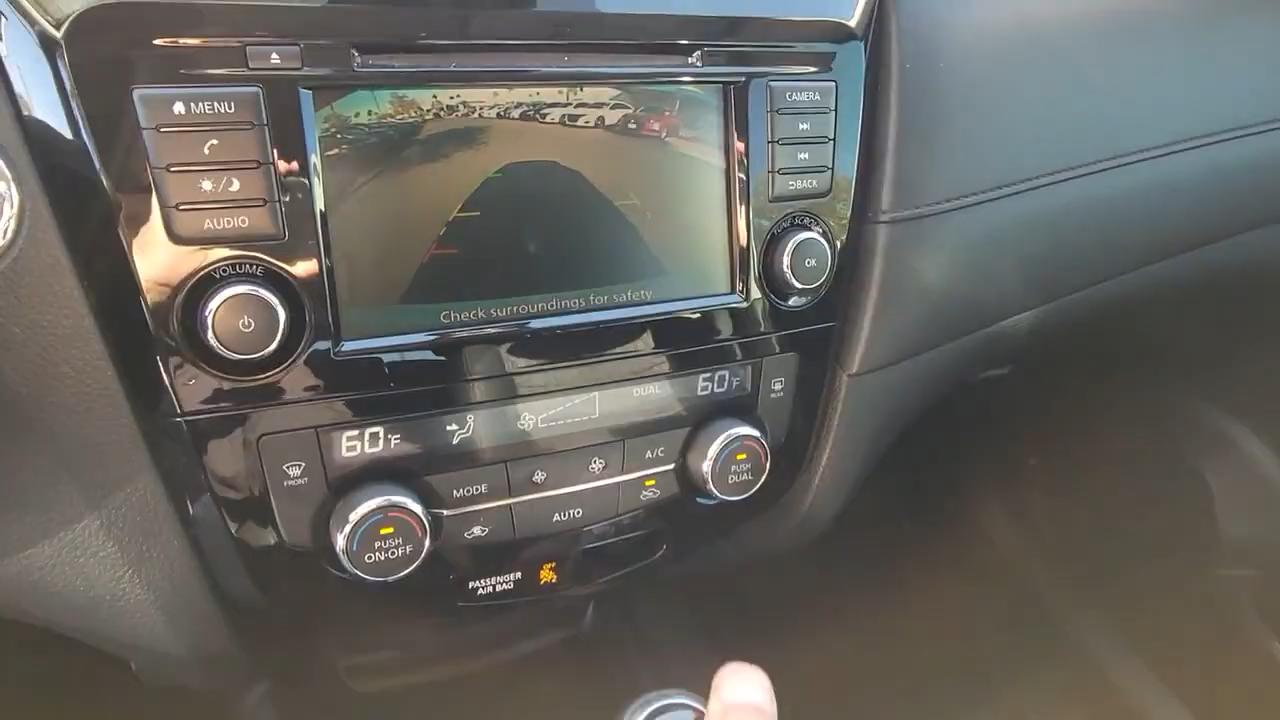 MENU
AUDIO
VOLUME
CAMERA
BACK
TUNE·SCROLL
OK
Check surroundings for safety
60°F
DUAL
60°F
REAR
FRONT
MODE
A/C
AUTO
PUSH
ON·OFF
PUSH
DUAL
PASSENGER
AIR BAG
OFF